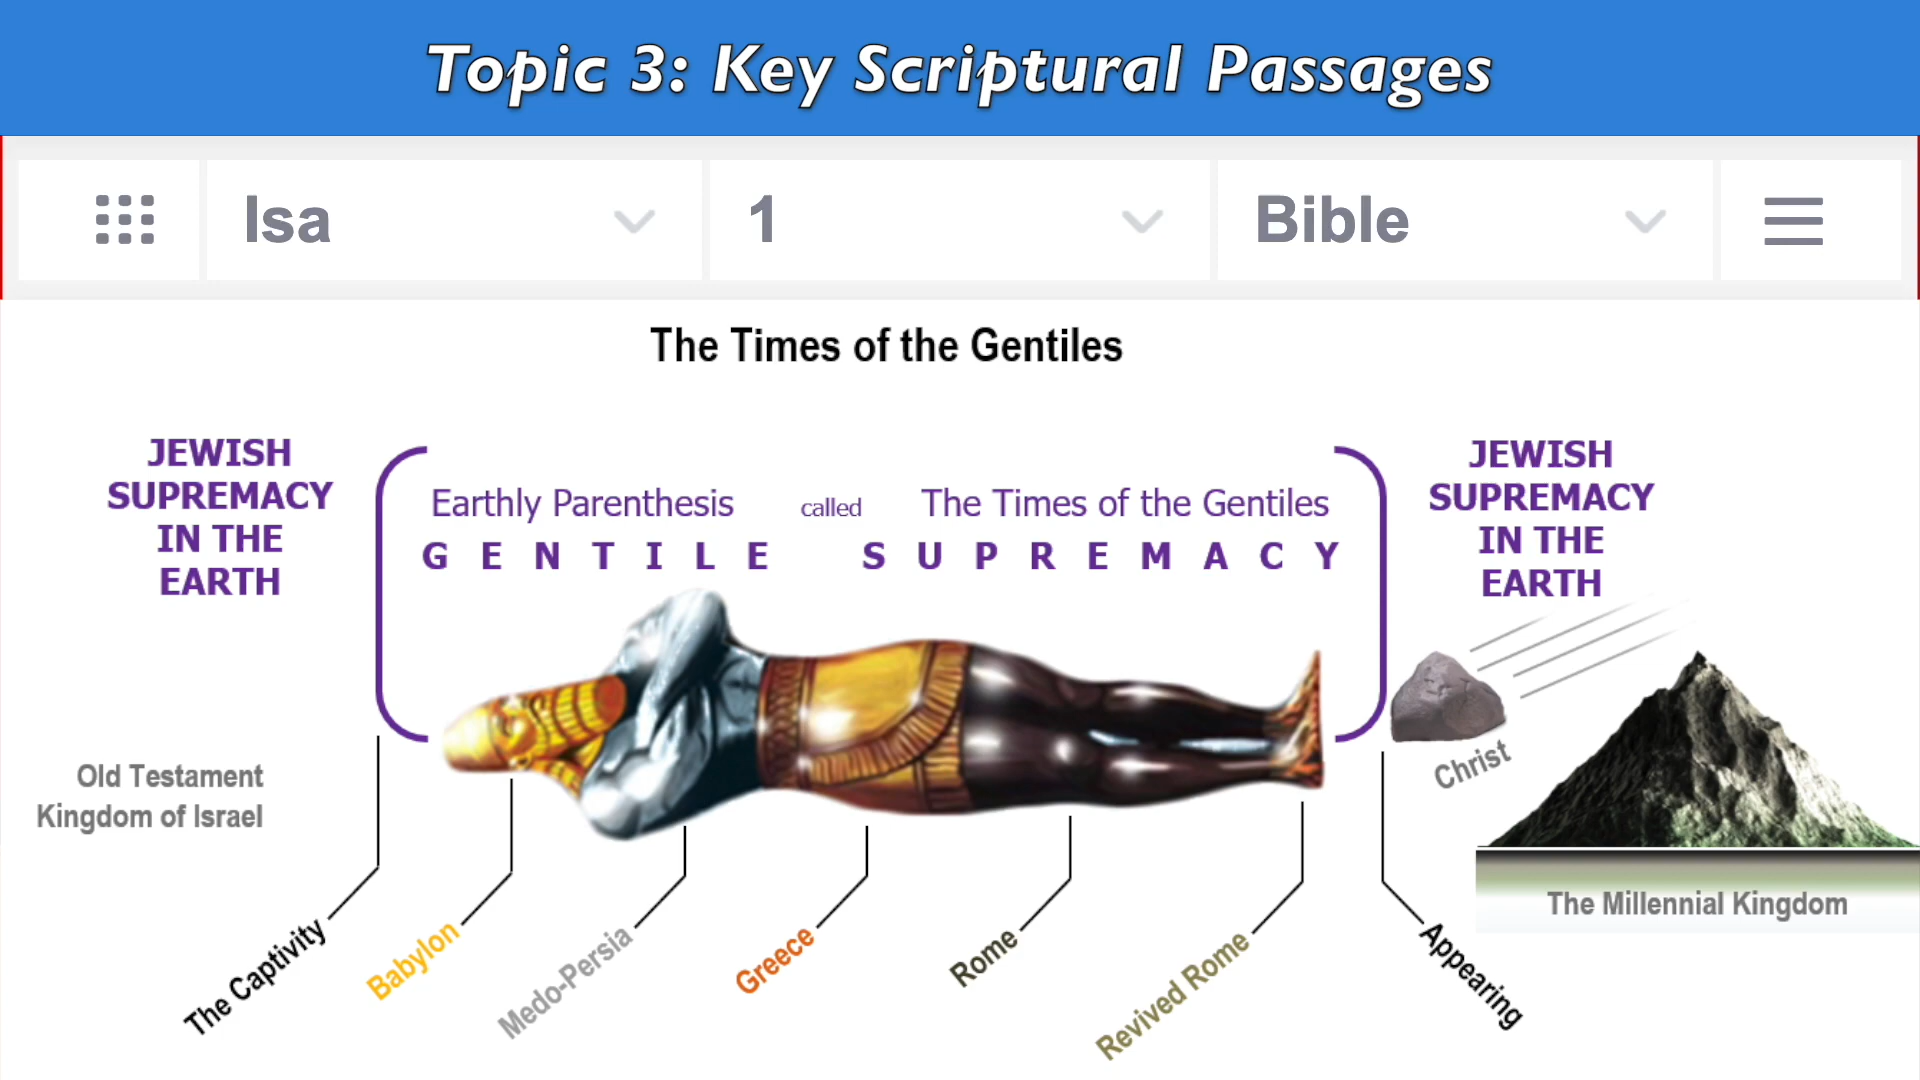 Topic 3: Key Scriptural Passages
Isa 1 Bible
The Times of the Gentiles
JEWISH
SUPREMACY
IN THE
EARTH
Earthly Parenthesis called The Times of the Gentiles
GENTILE SUPREMACY
JEWISH
SUPREMACY
IN THE
EARTH
Old Testament
Kingdom of Israel
Christ
The Millennial Kingdom
The Captivity
Babylon
Medo-Persia
Greece
Rome
Revived Rome
Appearing